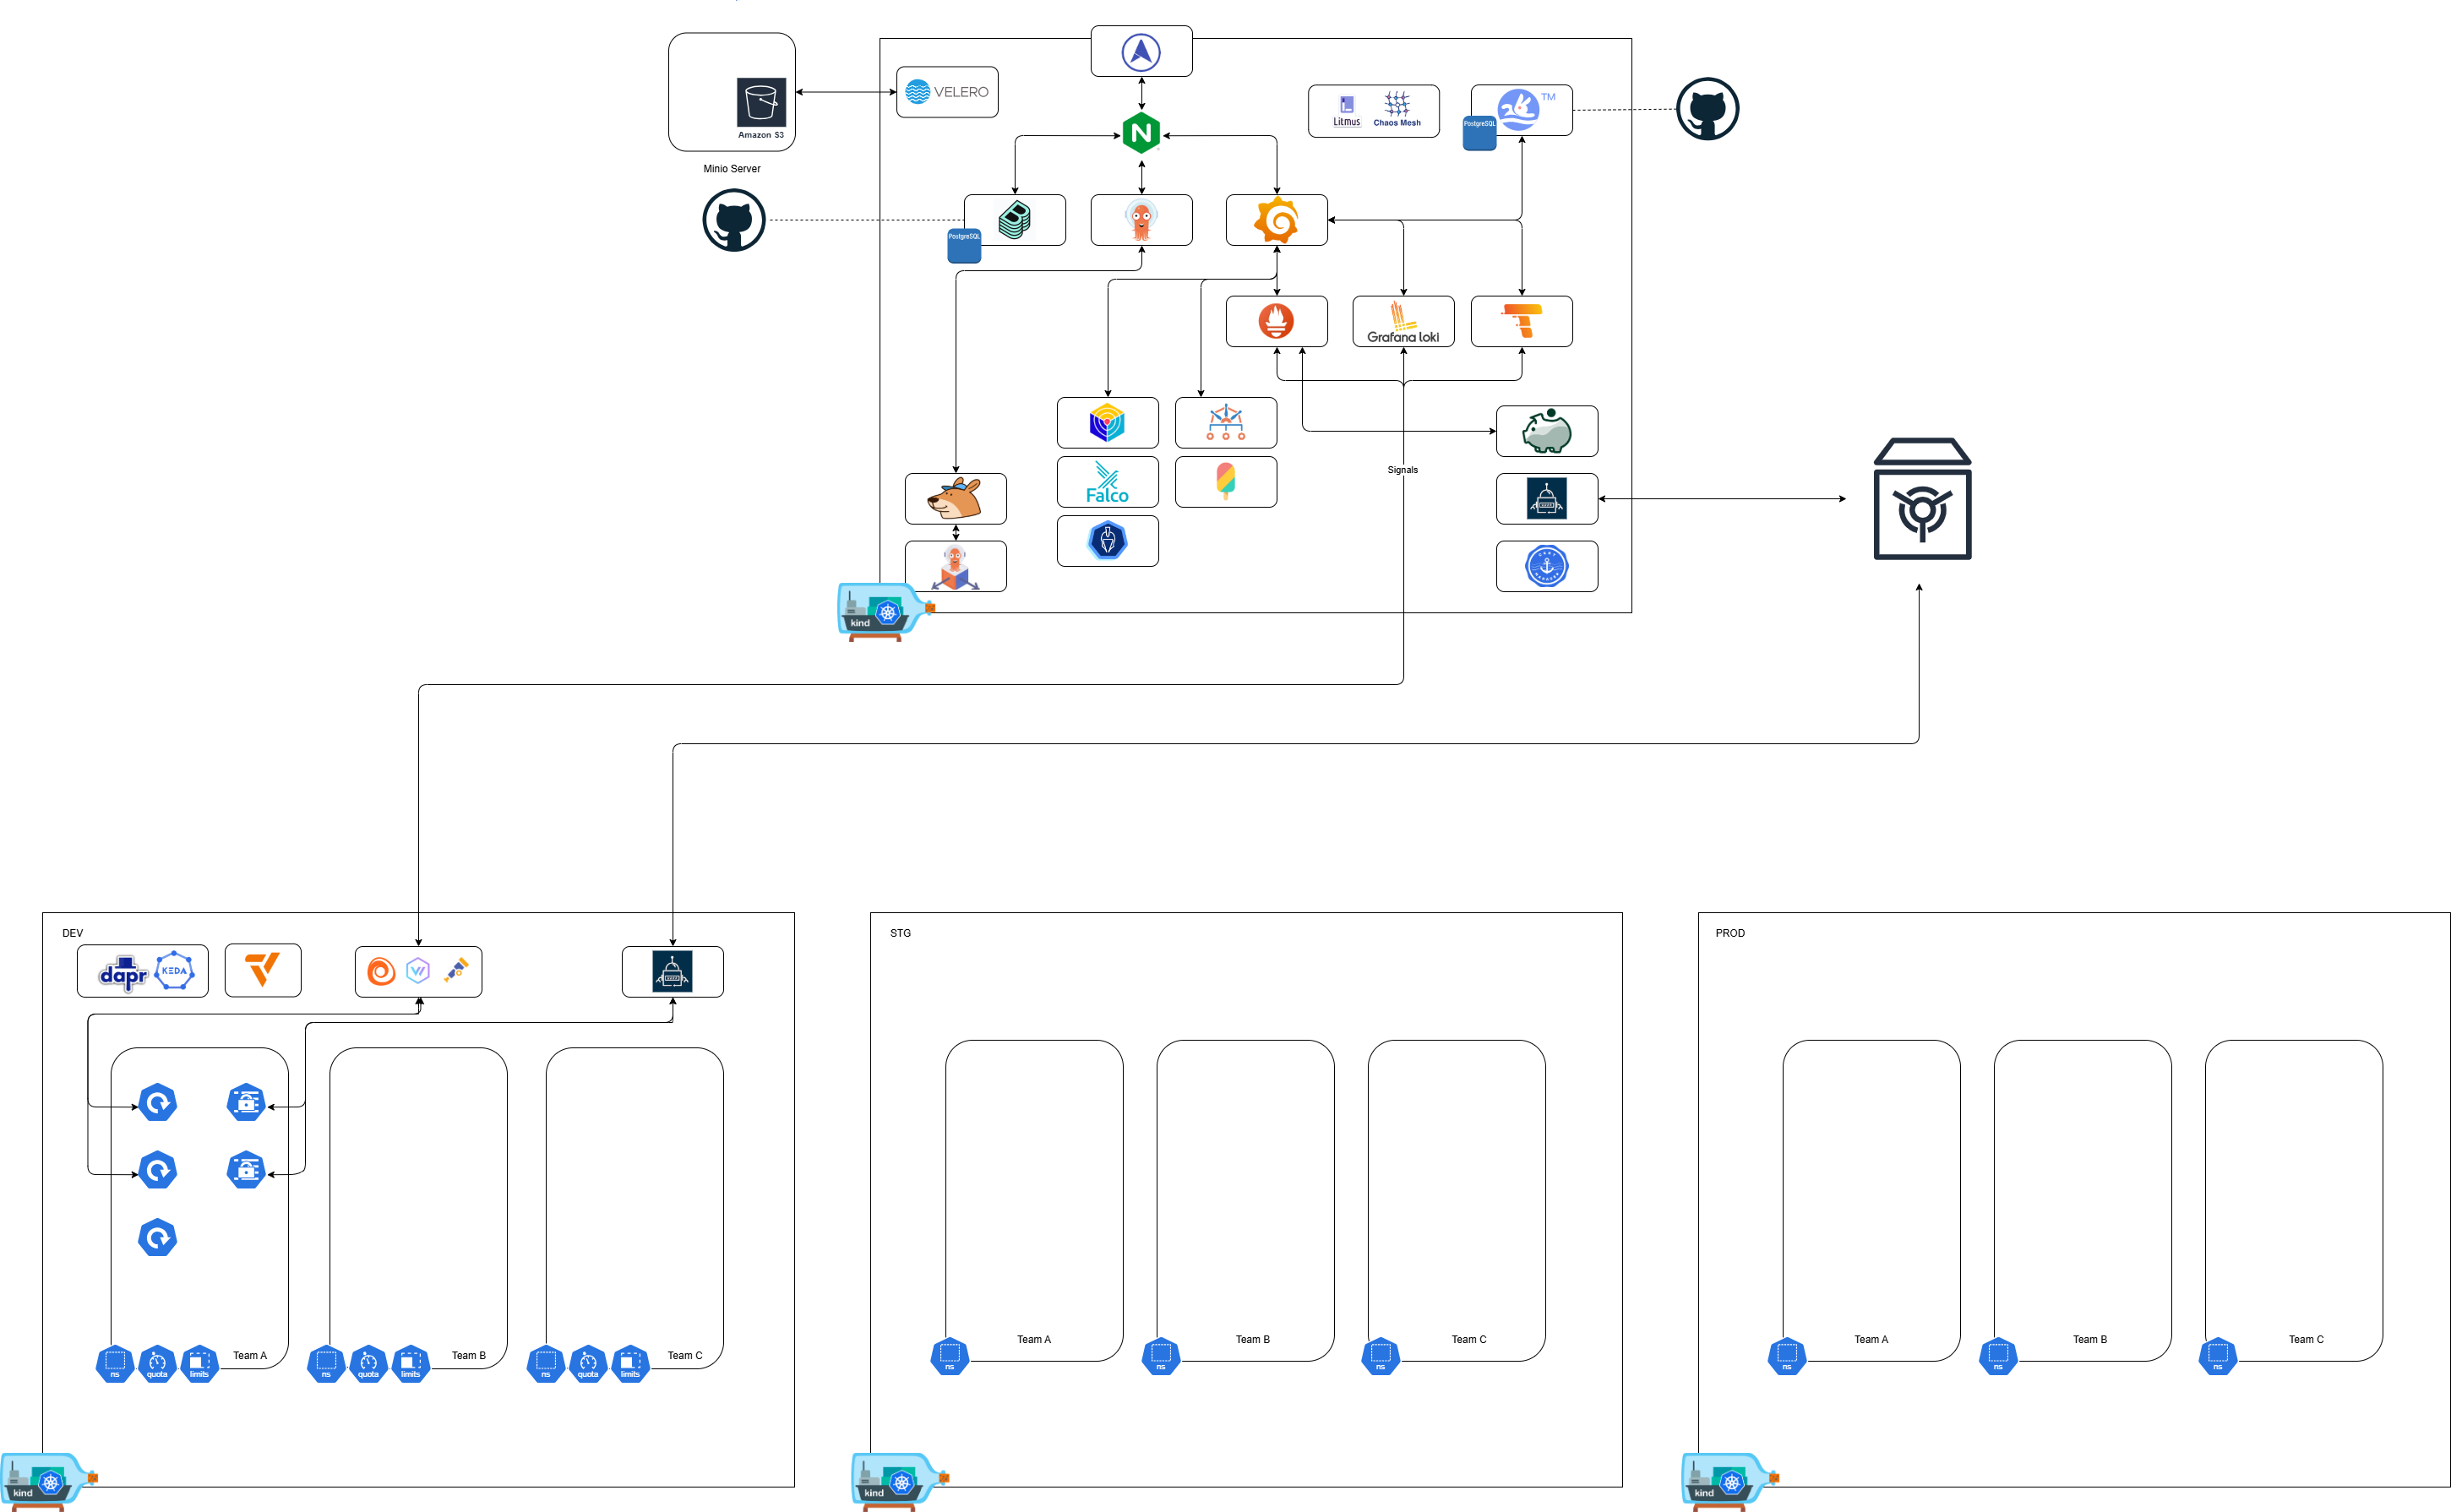 VELERO
Amazon S3
Minio Server
Litmus
Chaos Mesh
PostgreSQL
TM
N
PostgreSQL
Grafana loki
Falco
Signals
kind
DEV
dapr
KEDA
Team A
ns
quota
limits
Team B
ns
quota
limits
Team C
ns
quota
limits
kind
STG
Team A
ns
Team B
ns
Team C
ns
kind
PROD
Team A
ns
Team B
ns
Team C
ns
kind